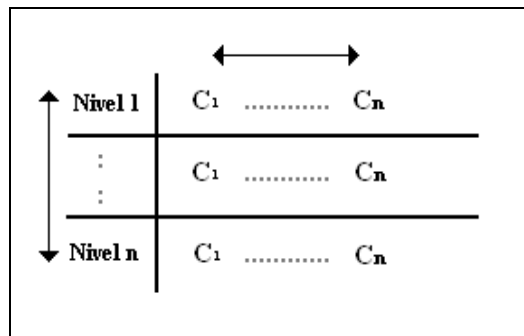 Nivel 1 C1 ............ Cn
: C1 ............ Cn
:
Nivel n C1 ............ Cn